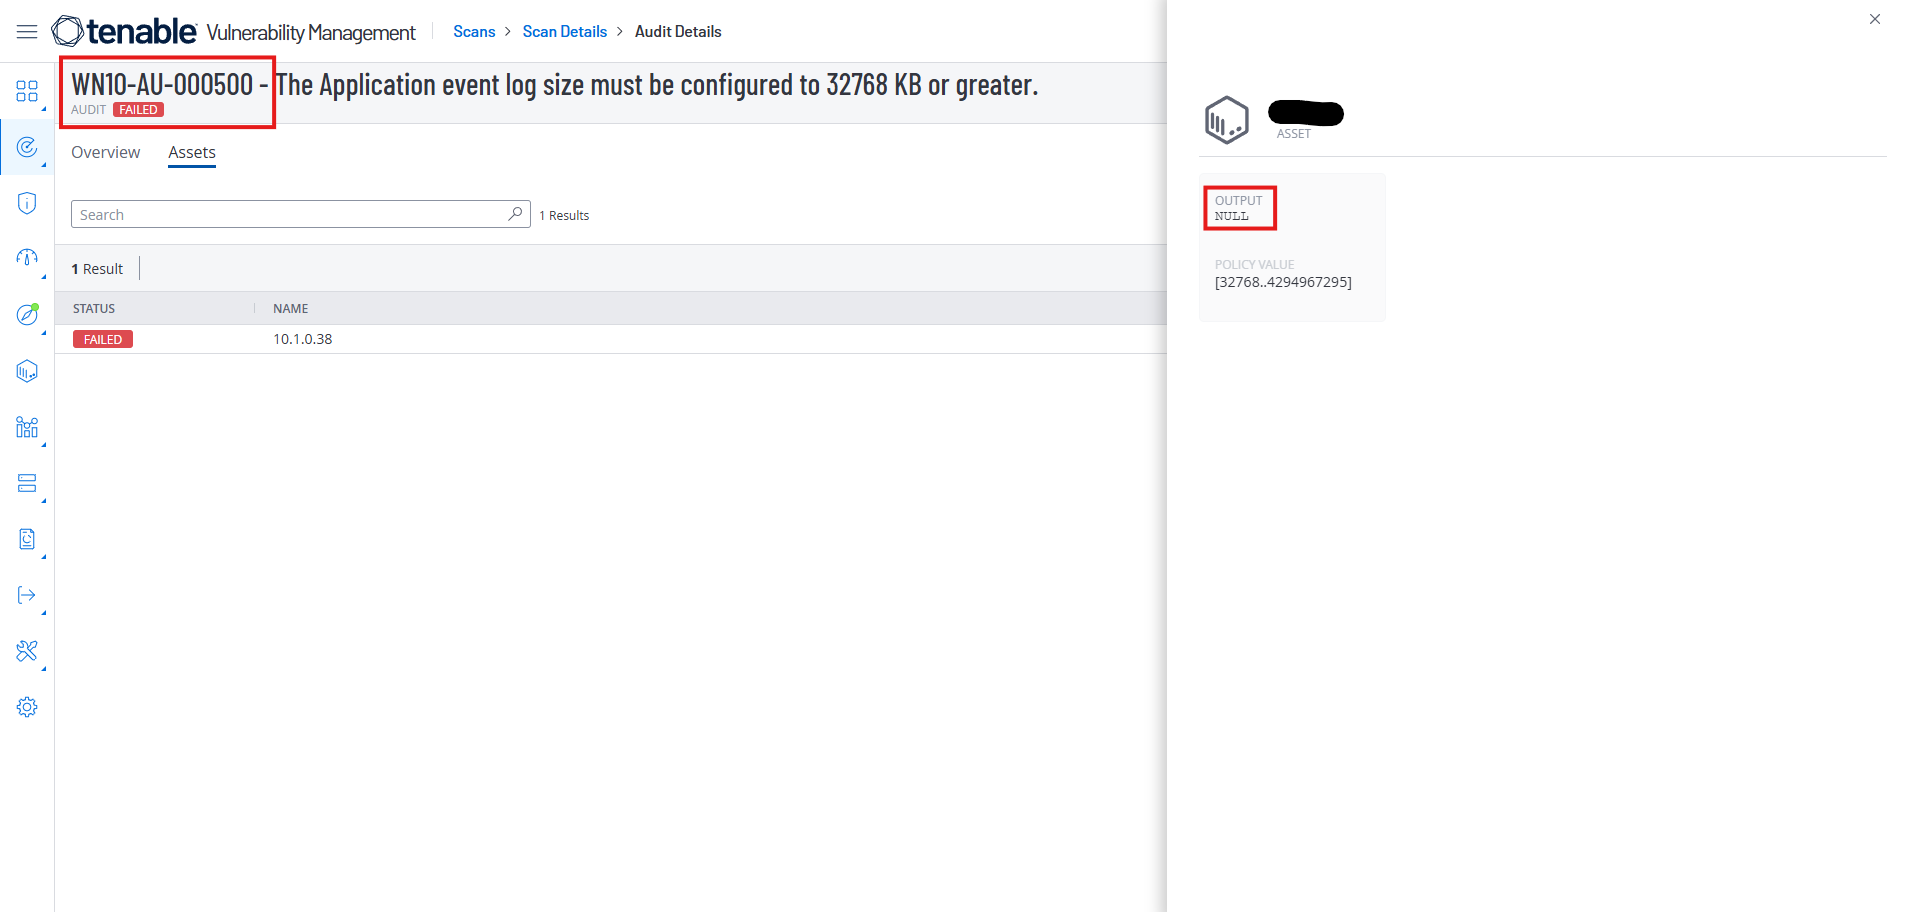 tenable Vulnerability Management Scans > Scan Details > Audit Details
WN10-AU-000500 - The Application event log size must be configured to 32768 KB or greater.
AUDIT FAILED
Overview Assets
Search 1 Results
1 Result
STATUS NAME
FAILED 10.1.0.38
ASSET
OUTPUT
NULL
POLICY VALUE
[32768..4294967295]